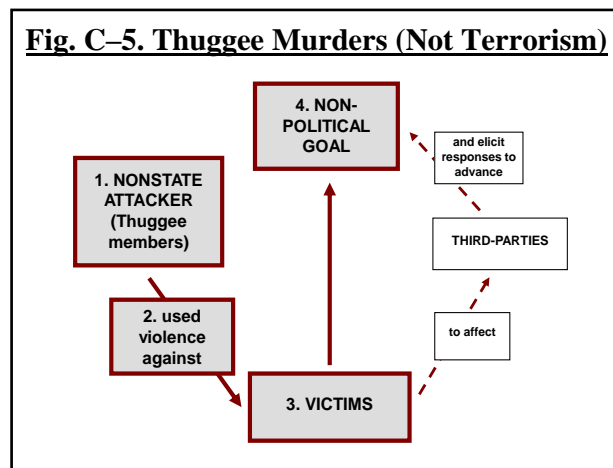 Fig. C–5. Thuggee Murders (Not Terrorism)
4. NON-
POLITICAL
GOAL
and elicit
responses to
advance
1. NONSTATE
ATTACKER
(Thuggee
members)
THIRD-PARTIES
2. used
violence
against
to affect
3. VICTIMS